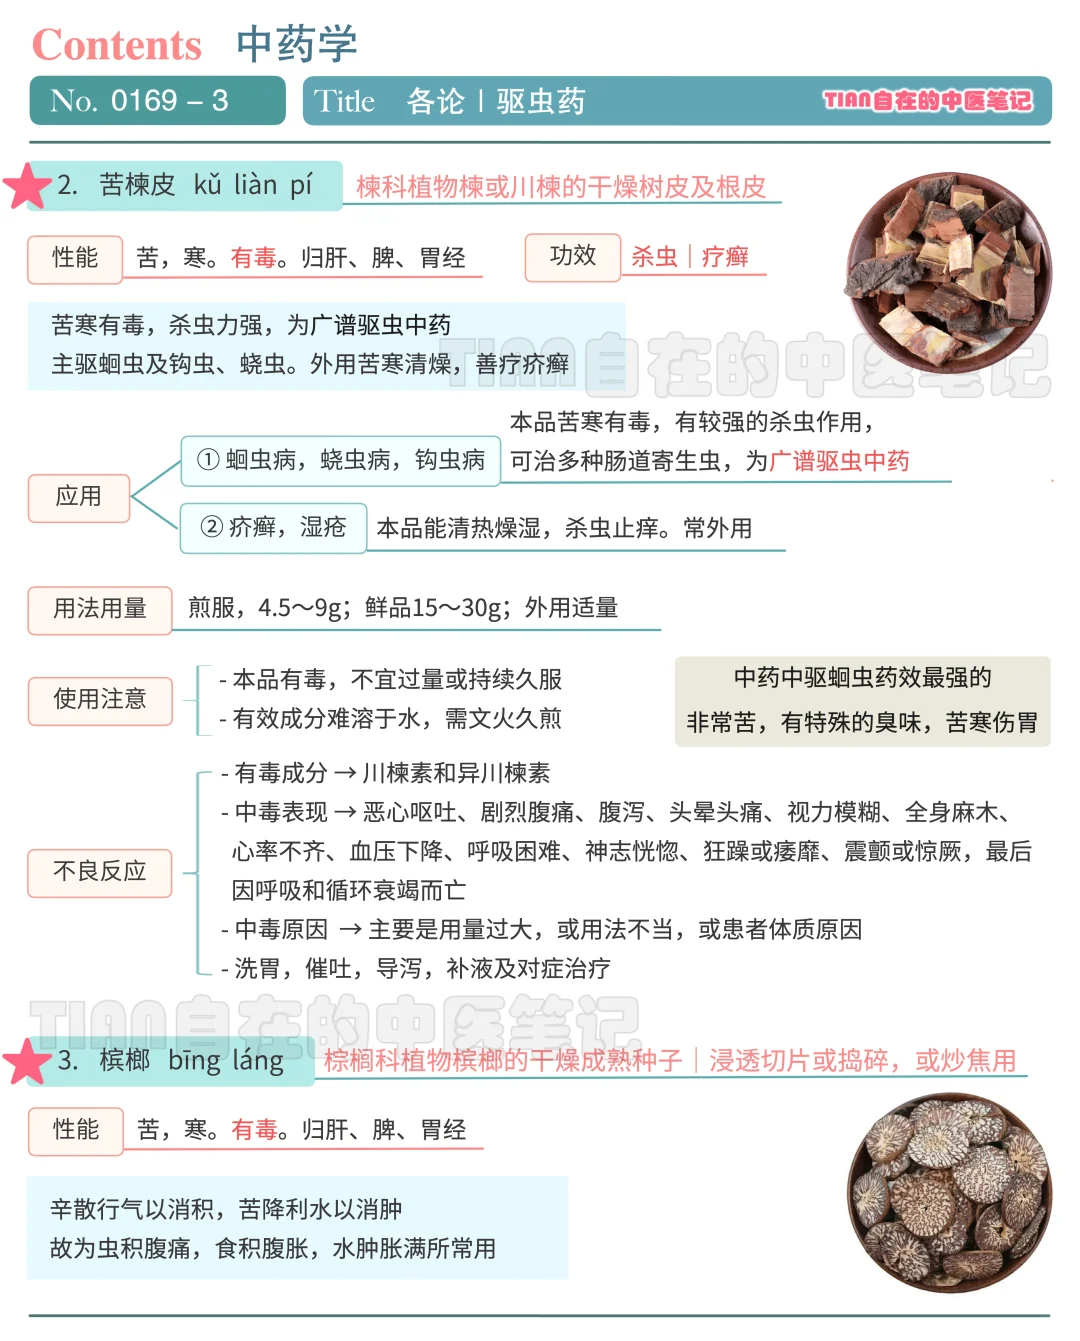 Contents 中药学
No. 0169 – 3
Title 各论 | 驱虫药
TIAN自在的中医笔记
2. 苦楝皮 kǔ liàn pí
楝科植物楝或川楝的干燥树皮及根皮
性能 苦，寒。有毒。归肝、脾、胃经
功效 杀虫 | 疗癣
苦寒有毒，杀虫力强，为广谱驱虫中药
主驱蛔虫及钩虫、蛲虫。外用苦寒清燥，善疗疥癣
TIAN自在的中医笔记
应用
① 蛔虫病，蛲虫病，钩虫病
本品苦寒有毒，有较强的杀虫作用，
可治多种肠道寄生虫，为广谱驱虫中药
② 疥癣，湿疮
本品能清热燥湿，杀虫止痒。常外用
用法用量 煎服，4.5～9g；鲜品15～30g；外用适量
使用注意
- 本品有毒，不宜过量或持续久服
- 有效成分难溶于水，需文火久煎
中药中驱蛔虫药效最强的
非常苦，有特殊的臭味，苦寒伤胃
不良反应
- 有毒成分 → 川楝素和异川楝素
- 中毒表现 → 恶心呕吐、剧烈腹痛、腹泻、头晕头痛、视力模糊、全身麻木、
心率不齐、血压下降、呼吸困难、神志恍惚、狂躁或痿靡、震颤或惊厥，最后
因呼吸和循环衰竭而亡
- 中毒原因 → 主要是用量过大，或用法不当，或患者体质原因
- 洗胃，催吐，导泻，补液及对症治疗
TIAN自在的中医笔记
3. 槟榔 bīng láng
棕榈科植物槟榔的干燥成熟种子 | 浸透切片或捣碎，或炒焦用
性能 苦，寒。有毒。归肝、脾、胃经
辛散行气以消积，苦降利水以消肿
故为虫积腹痛，食积腹胀，水肿胀满所常用